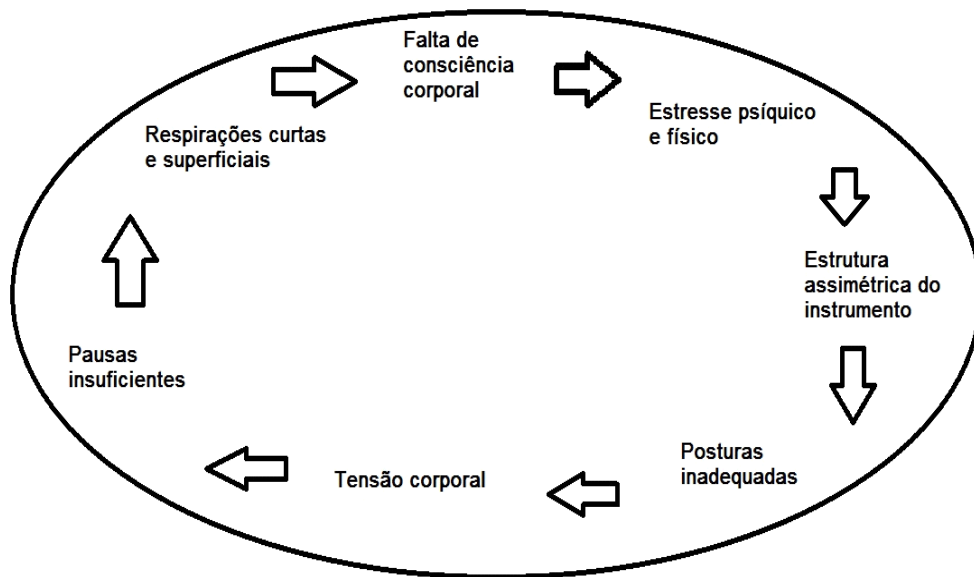 Falta de
consciência
corporal
Estresse psíquico
e físico
Estrutura
assimétrica do
instrumento
Posturas
inadequadas
Tensão corporal
Pausas
insuficientes
Respirações curtas
e superficiais